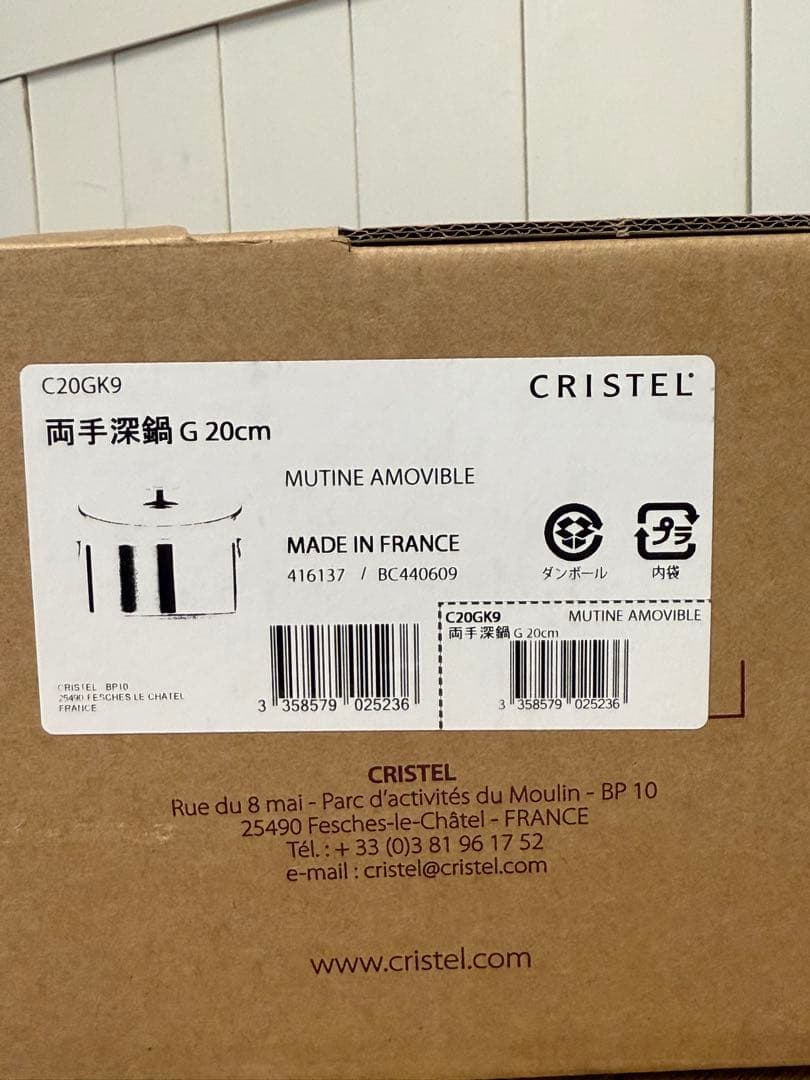 C20GK9
CRISTEL
両手深鍋 G 20cm
MUTINE AMOVIBLE
MADE IN FRANCE
416137 / BC440609
ダンボール
プラ
内袋
CRISTEL BP10
25490 FESCHES LE CHATEL
FRANCE
3 358579 025236
C20GK9 MUTINE AMOVIBLE
両手深鍋 G 20cm
3 358579 025236
CRISTEL
Rue du 8 mai - Parc d'activités du Moulin - BP 10
25490 Fesches-le-Châtel - FRANCE
Tél. : + 33 (0)3 81 96 17 52
e-mail : cristel@cristel.com
www.cristel.com